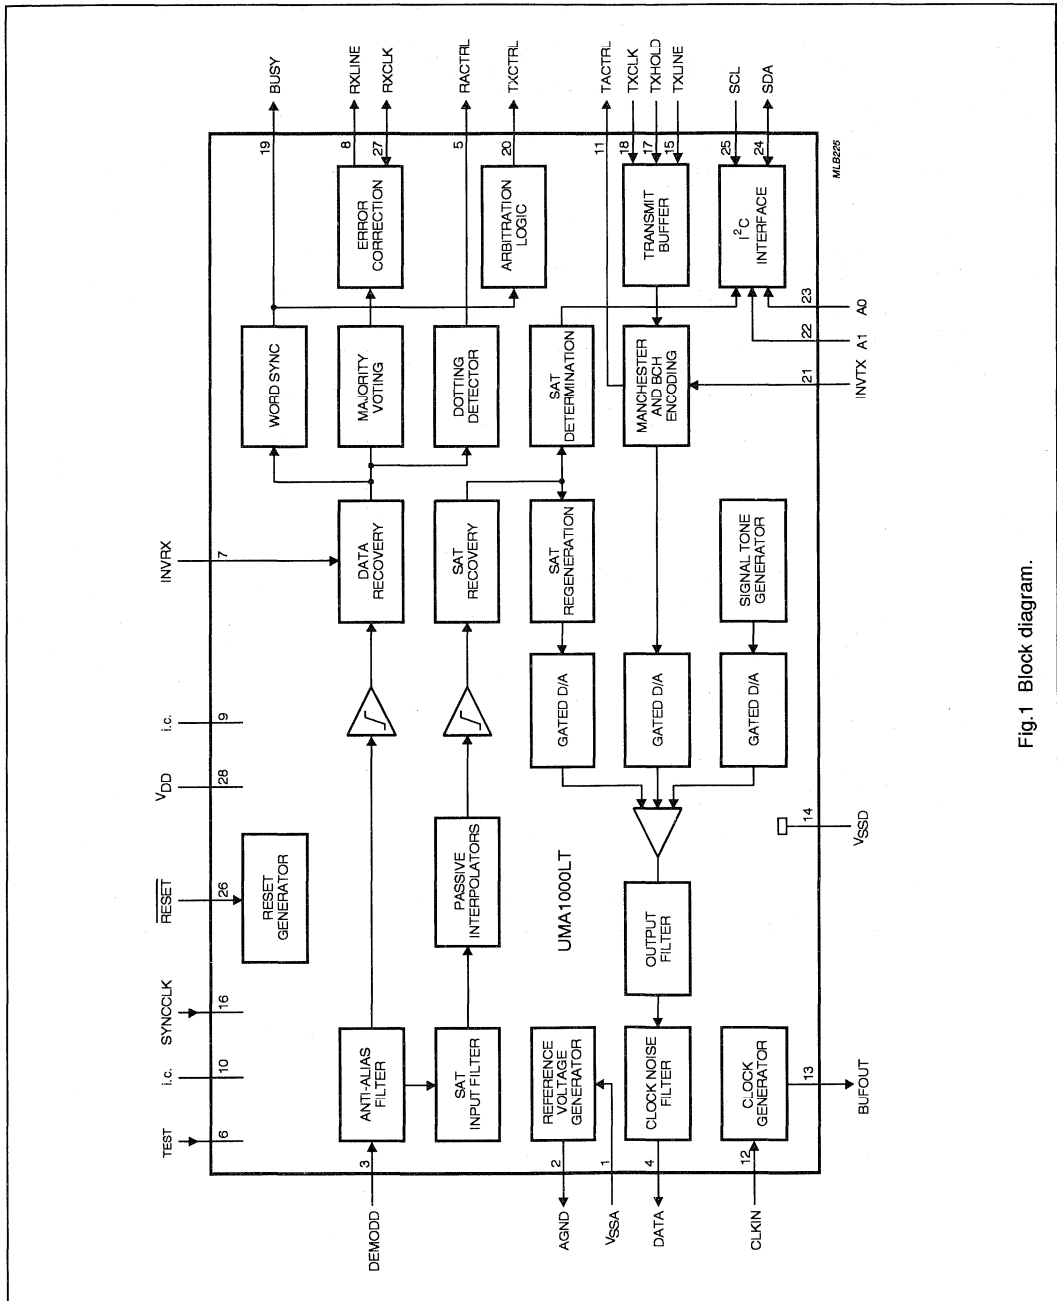 TEST
6
i.c.
10
SYNCCLK
16
RESET
26
VDD
28
i.c.
9
INVRX
7
BUSY
19
RXLINE
8
RXCLK
27
RACTRL
5
TXCTRL
20
TACTRL
11
TXCLK
18
TXHOLD
17
TXLINE
15
SCL
25
SDA
24
RESET
GENERATOR
WORD SYNC
DEMODD
3
ANTI-ALIAS
FILTER
DATA
RECOVERY
MAJORITY
VOTING
ERROR
CORRECTION
SAT
INPUT FILTER
PASSIVE
INTERPOLATORS
SAT
RECOVERY
DOTTING
DETECTOR
ARBITRATION
LOGIC
AGND
2
VSSA
1
REFERENCE
VOLTAGE
GENERATOR
UMA1000LT
GATED D/A
SAT
REGENERATION
SAT
DETERMINATION
DATA
4
CLOCK NOISE
FILTER
OUTPUT
FILTER
GATED D/A
MANCHESTER
AND BCH
ENCODING
TRANSMIT
BUFFER
CLKIN
12
CLOCK
GENERATOR
GATED D/A
SIGNAL TONE
GENERATOR
I²C
INTERFACE
13
BUFOUT
14
VSSD
21
INVTX
22
A1
23
A0
MLB225
Fig.1 Block diagram.